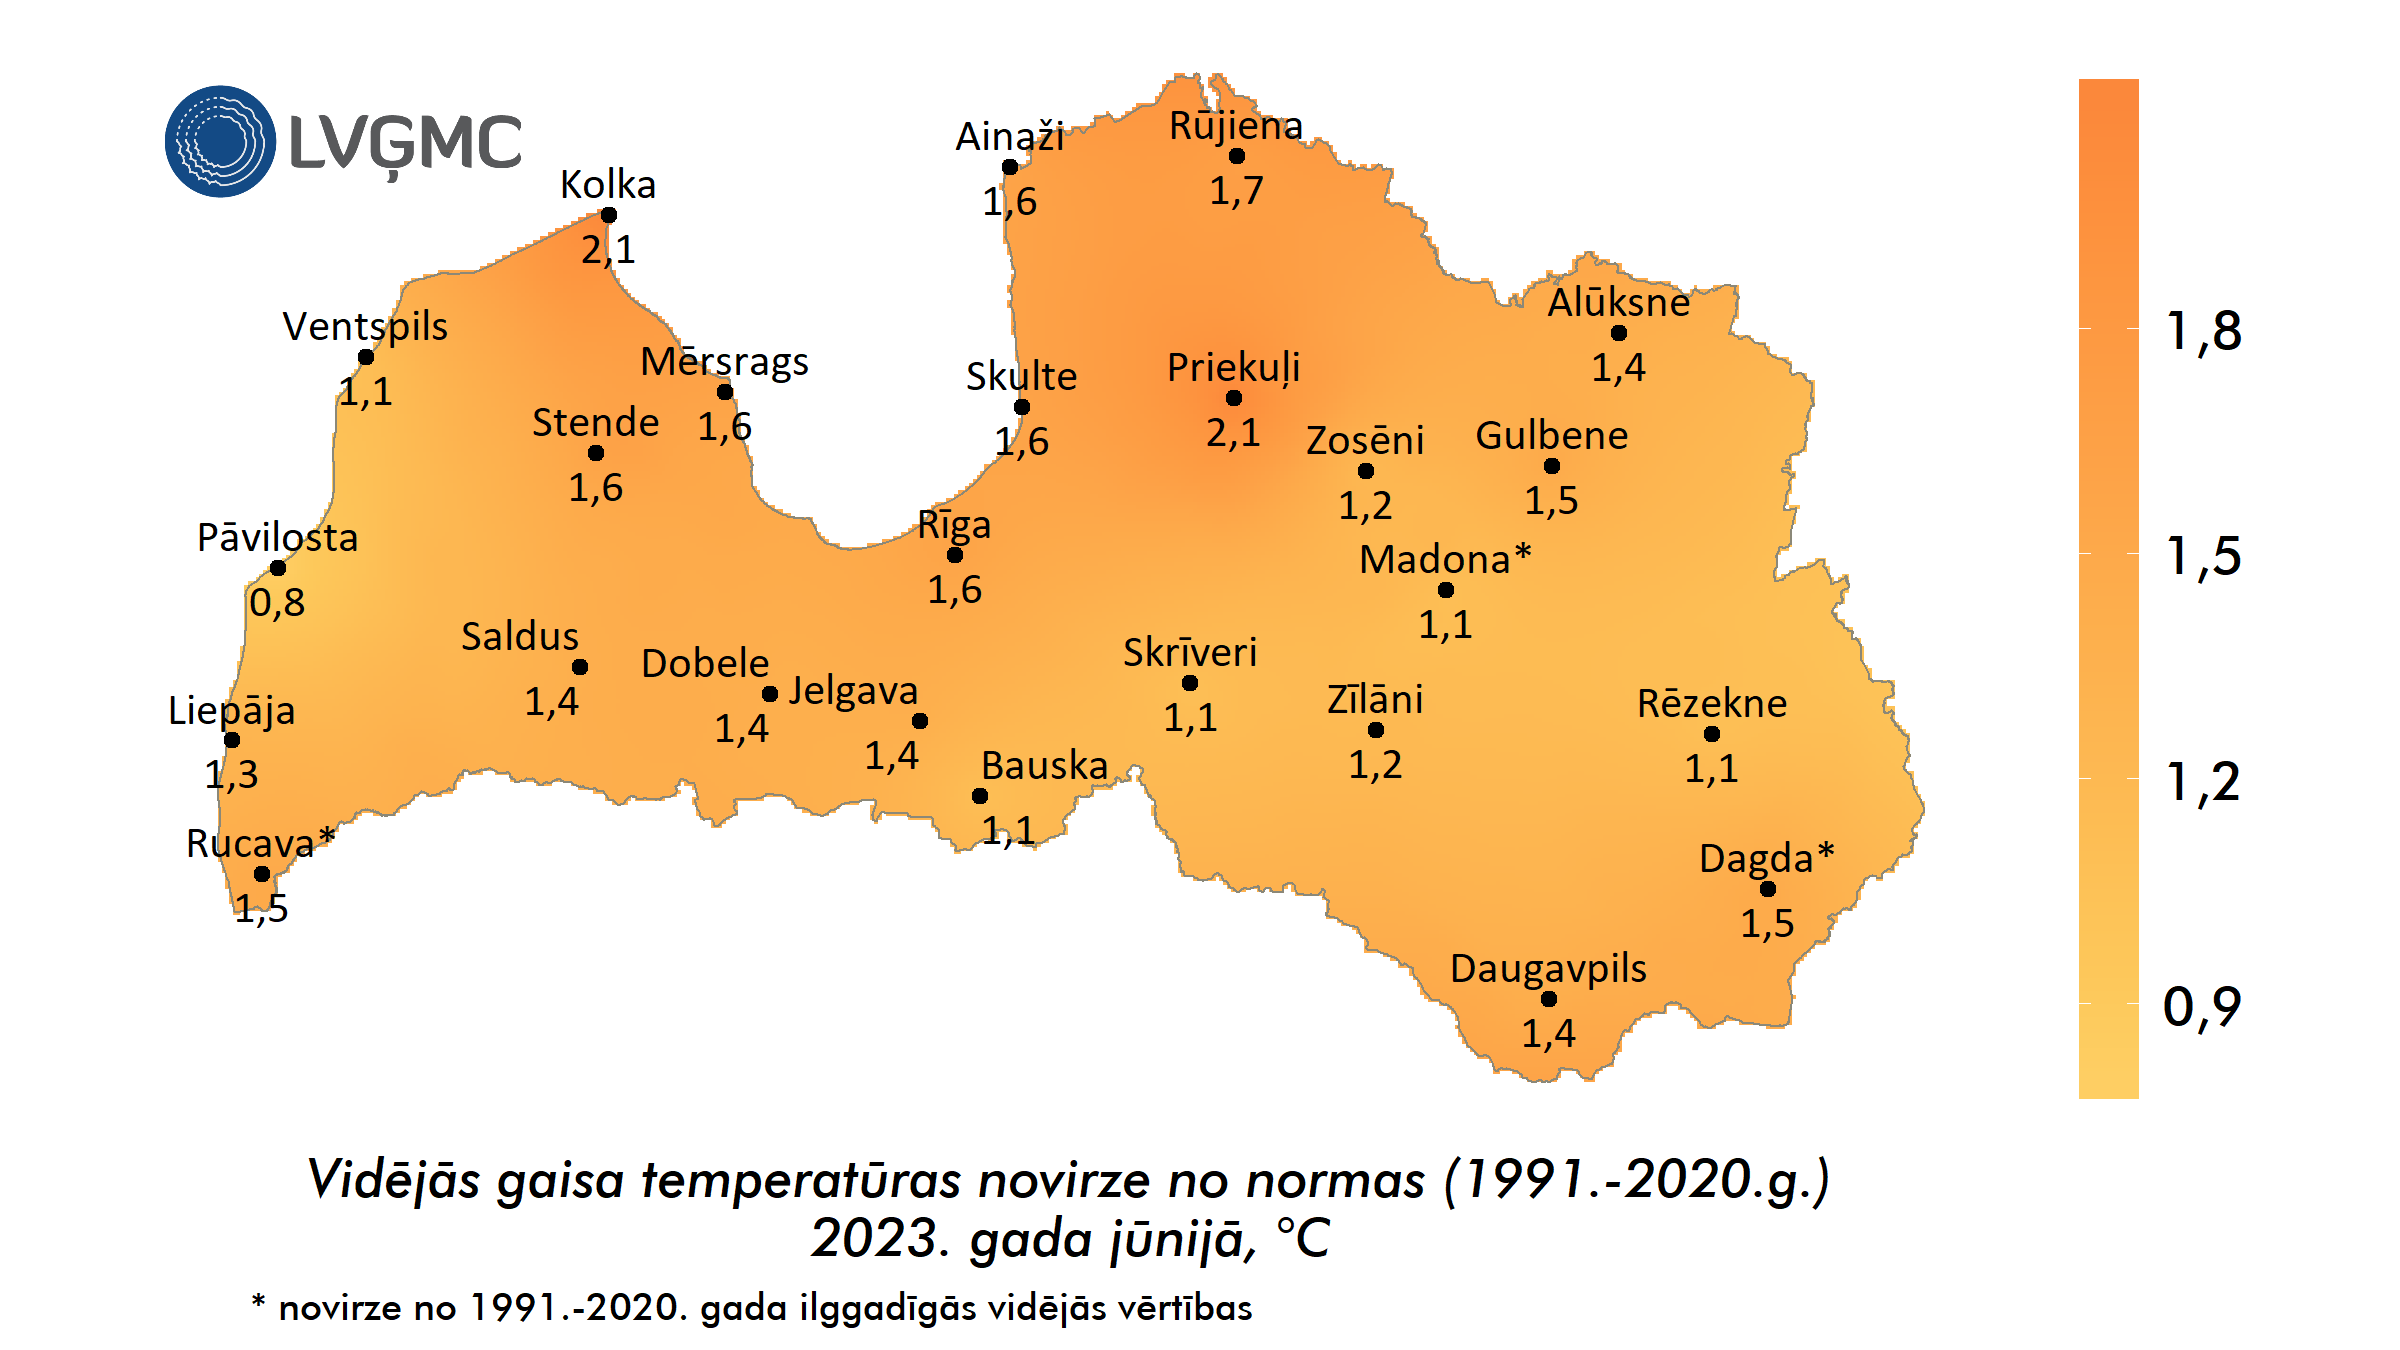 LVĢMC
Ainaži
1,6
Rūjiena
1,7
Kolka
2,1
Ventspils
1,1
Mērsrags
1,6
Stende
1,6
Skulte
1,6
Priekuļi
2,1
Alūksne
1,4
Zosēni
1,2
Gulbene
1,5
Pāvilosta
0,8
Rīga
1,6
Madona*
1,1
Saldus
1,4
Dobele
1,4
Jelgava
1,4
Skrīveri
1,1
Zīlāni
1,2
Rēzekne
1,1
Liepāja
1,3
Bauska
1,1
Rucava*
1,5
Dagda*
1,5
Daugavpils
1,4
1,8
1,5
1,2
0,9
Vidējās gaisa temperatūras novirze no normas (1991.-2020.g.)
2023. gada jūnijā, °C
* novirze no 1991.-2020. gada ilggadīgās vidējās vērtības